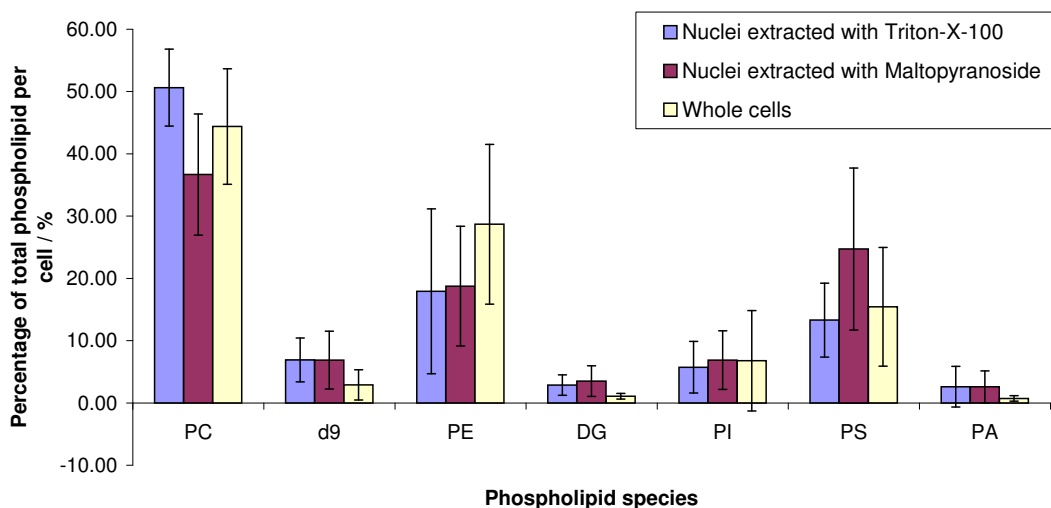 60.00
50.00
40.00
30.00
20.00
10.00
0.00
-10.00
Percentage of total phospholipid per
cell / %
Nuclei extracted with Triton-X-100
Nuclei extracted with Maltopyranoside
Whole cells
PC d9 PE DG PI PS PA
Phospholipid species